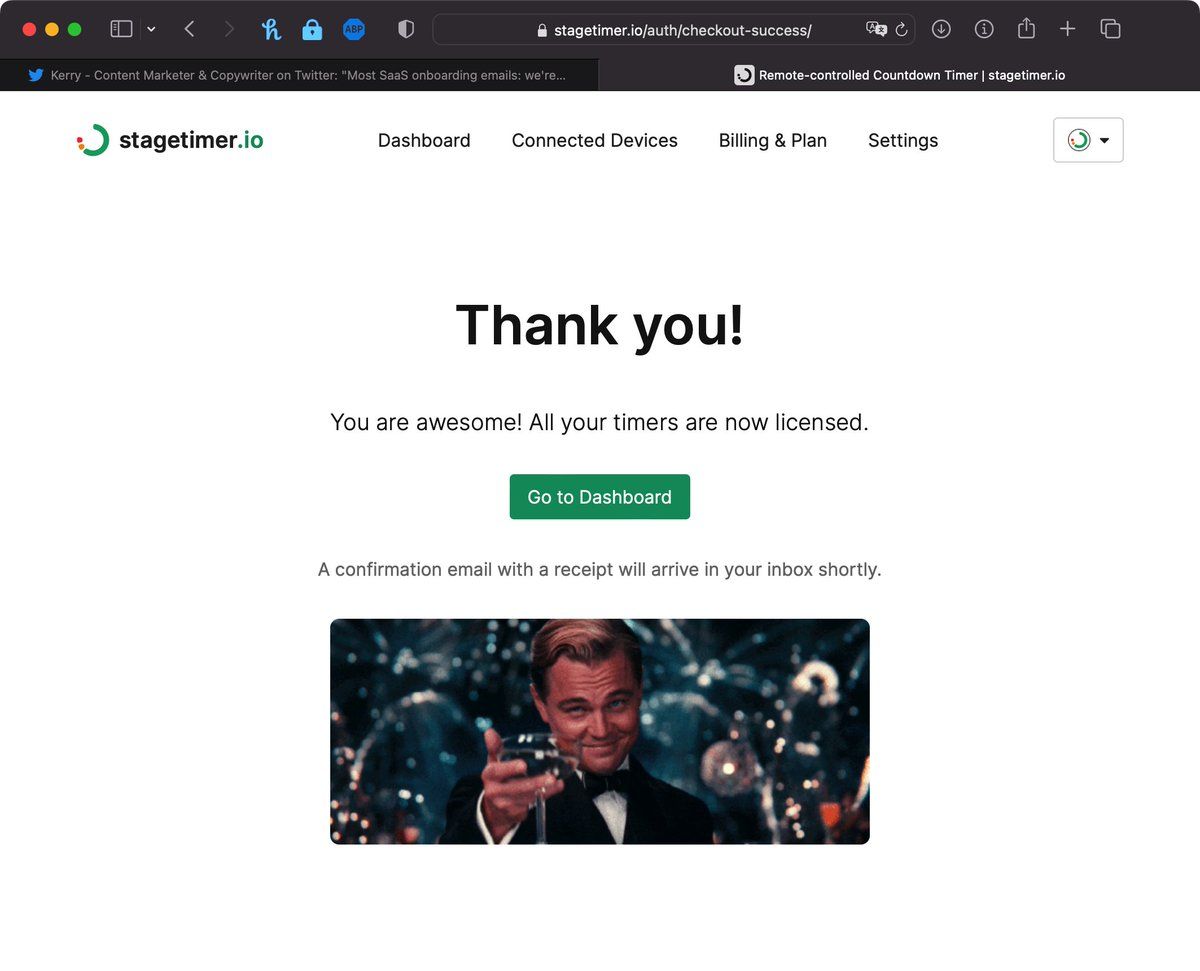 ABP
stagetimer.io/auth/checkout-success/
Kerry - Content Marketer & Copywriter on Twitter: "Most SaaS onboarding emails: we're...
Remote-controlled Countdown Timer | stagetimer.io
stagetimer.io
Dashboard
Connected Devices
Billing & Plan
Settings
Thank you!
You are awesome! All your timers are now licensed.
Go to Dashboard
A confirmation email with a receipt will arrive in your inbox shortly.